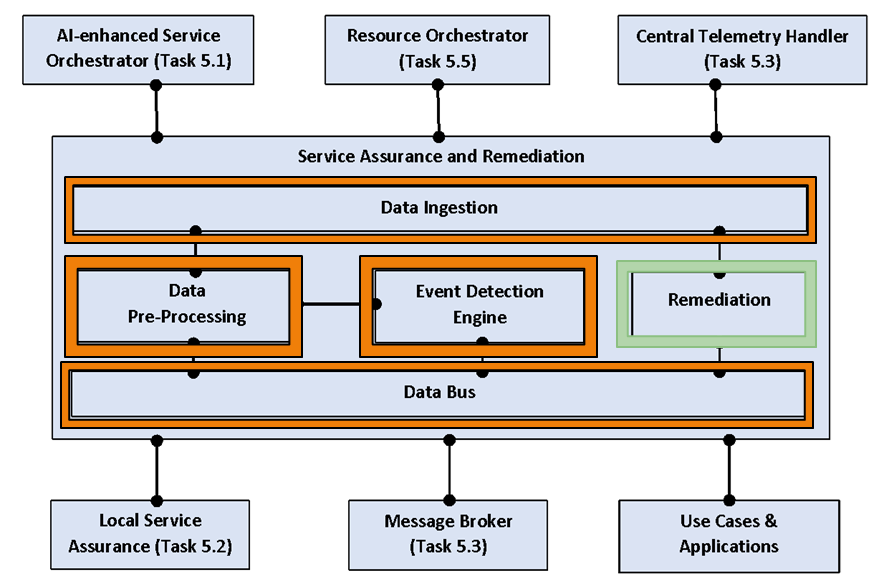 AI-enhanced Service
Orchestrator (Task 5.1)
Resource Orchestrator
(Task 5.5)
Central Telemetry Handler
(Task 5.3)
Service Assurance and Remediation
Data Ingestion
Data
Pre-Processing
Event Detection
Engine
Remediation
Data Bus
Local Service
Assurance (Task 5.2)
Message Broker
(Task 5.3)
Use Cases &
Applications